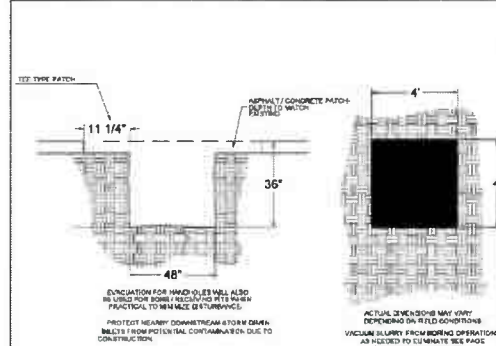 TEE TYPE PATCH
11 1/4"
ASPHALT / CONCRETE PATCH-
DEPTH TO MATCH
EXISTING
36"
48"
4'
EVACUATION FOR HANDHOLES WILL ALSO
BE USED FOR BORE / RECEIVING PITS WHEN
PRACTICAL TO MINIMIZE DISTURBANCE.
PROTECT NEARBY DOWNSTREAM STORM DRAIN
INLETS FROM POTENTIAL CONTAMINATION DUE TO
CONSTRUCTION.
ACTUAL DIMENSIONS MAY VARY
DEPENDING ON FIELD CONDITIONS
VACUUM SLURRY FROM BORING OPERATION
AS NEEDED TO ELIMINATE SEE PAGE